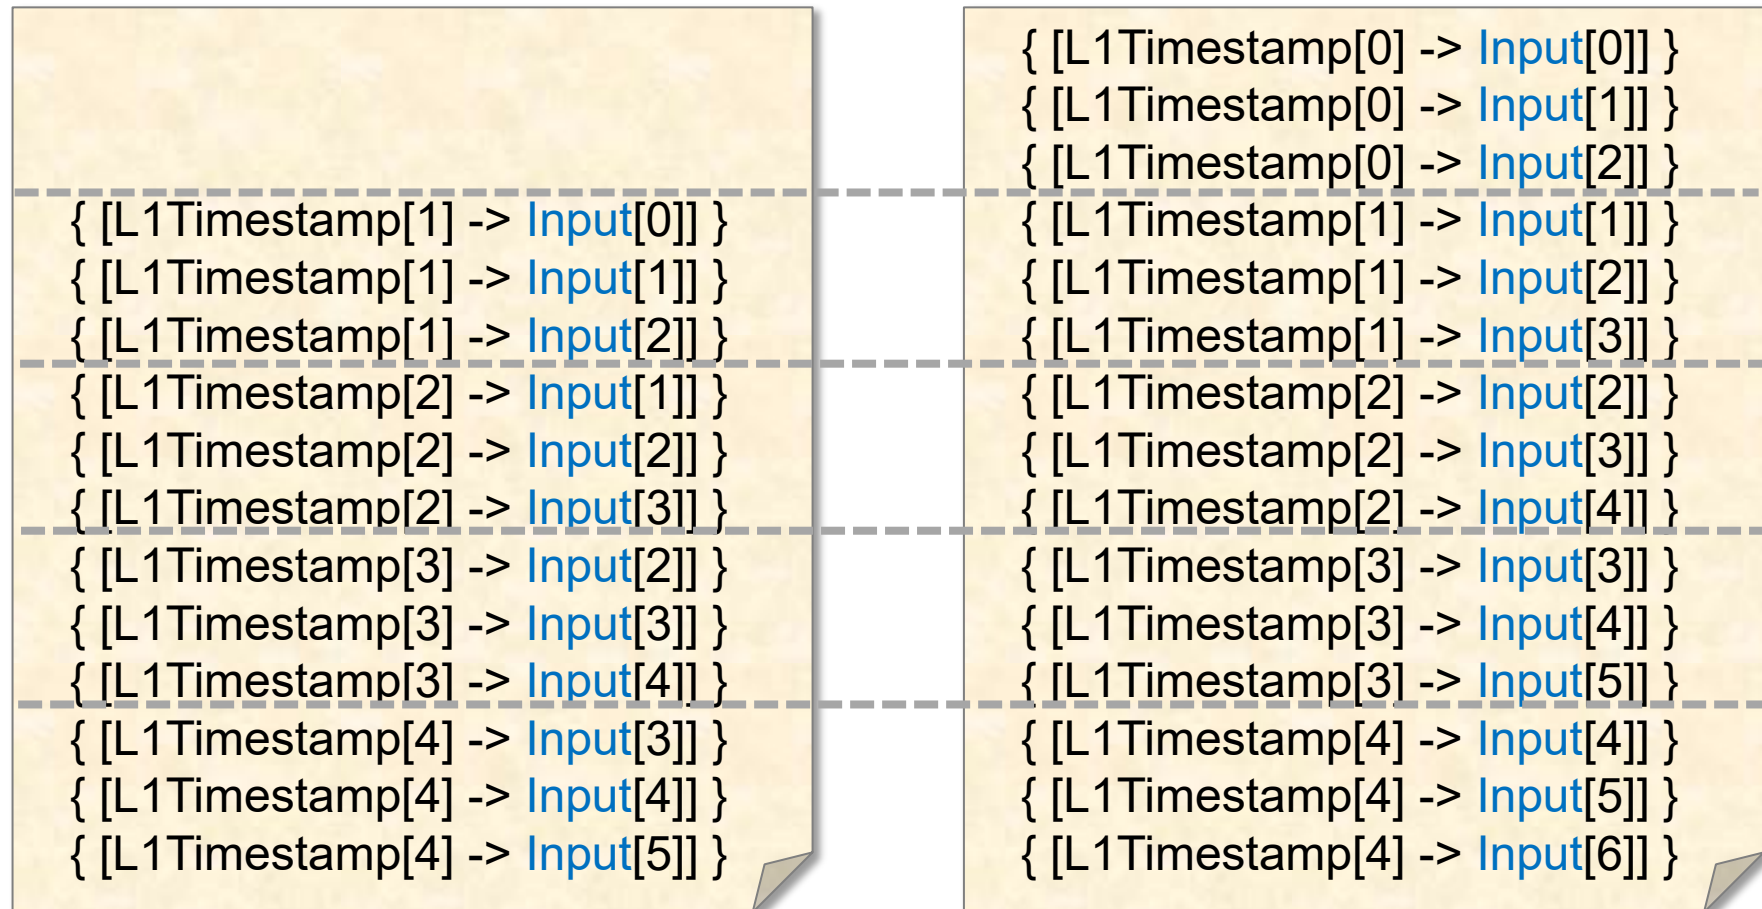 { [L1Timestamp[1] -> Input[0]] }
{ [L1Timestamp[1] -> Input[1]] }
{ [L1Timestamp[1] -> Input[2]] }
{ [L1Timestamp[2] -> Input[1]] }
{ [L1Timestamp[2] -> Input[2]] }
{ [L1Timestamp[2] -> Input[3]] }
{ [L1Timestamp[3] -> Input[2]] }
{ [L1Timestamp[3] -> Input[3]] }
{ [L1Timestamp[3] -> Input[4]] }
{ [L1Timestamp[4] -> Input[3]] }
{ [L1Timestamp[4] -> Input[4]] }
{ [L1Timestamp[4] -> Input[5]] }
{ [L1Timestamp[0] -> Input[0]] }
{ [L1Timestamp[0] -> Input[1]] }
{ [L1Timestamp[0] -> Input[2]] }
{ [L1Timestamp[1] -> Input[1]] }
{ [L1Timestamp[1] -> Input[2]] }
{ [L1Timestamp[1] -> Input[3]] }
{ [L1Timestamp[2] -> Input[2]] }
{ [L1Timestamp[2] -> Input[3]] }
{ [L1Timestamp[2] -> Input[4]] }
{ [L1Timestamp[3] -> Input[3]] }
{ [L1Timestamp[3] -> Input[4]] }
{ [L1Timestamp[3] -> Input[5]] }
{ [L1Timestamp[4] -> Input[4]] }
{ [L1Timestamp[4] -> Input[5]] }
{ [L1Timestamp[4] -> Input[6]] }